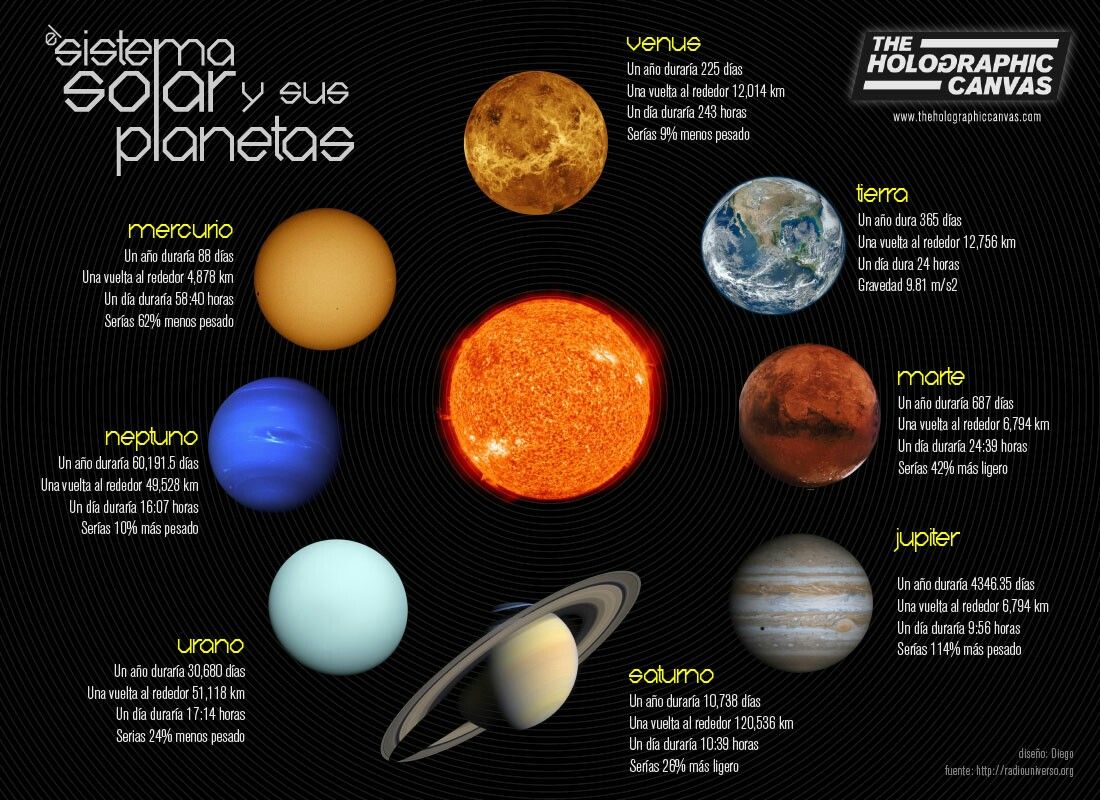 el sistema
solar y sus
planetas
THE
HOLOGRAPHIC
CANVAS
www.theholographiccanvas.com
venus
Un año duraría 225 días
Una vuelta al rededor 12,014 km
Un día duraría 243 horas
Serías 9% menos pesado
tierra
Un año dura 365 días
Una vuelta al rededor 12,756 km
Un día dura 24 horas
Gravedad 9.81 m/s2
mercurio
Un año duraría 88 días
Una vuelta al rededor 4,878 km
Un día duraría 58:40 horas
Serías 62% menos pesado
marte
Un año duraría 687 días
Una vuelta al rededor 6,794 km
Un día duraría 24:39 horas
Serías 42% más ligero
neptuno
Un año duraría 60,191.5 días
Una vuelta al rededor 49,528 km
Un día duraría 16:07 horas
Serías 10% más pesado
jupiter
Un año duraría 4346.35 días
Una vuelta al rededor 6,794 km
Un día duraría 9:56 horas
Serías 114% más pesado
urano
Un año duraría 30,680 días
Una vuelta al rededor 51,118 km
Un día duraría 17:14 horas
Serias 24% menos pesado
saturno
Un año duraría 10,738 días
Una vuelta al rededor 120,536 km
Un día duraría 10:39 horas
Serías 26% más ligero
diseño: Diego
fuente: http://radiouniverso.org